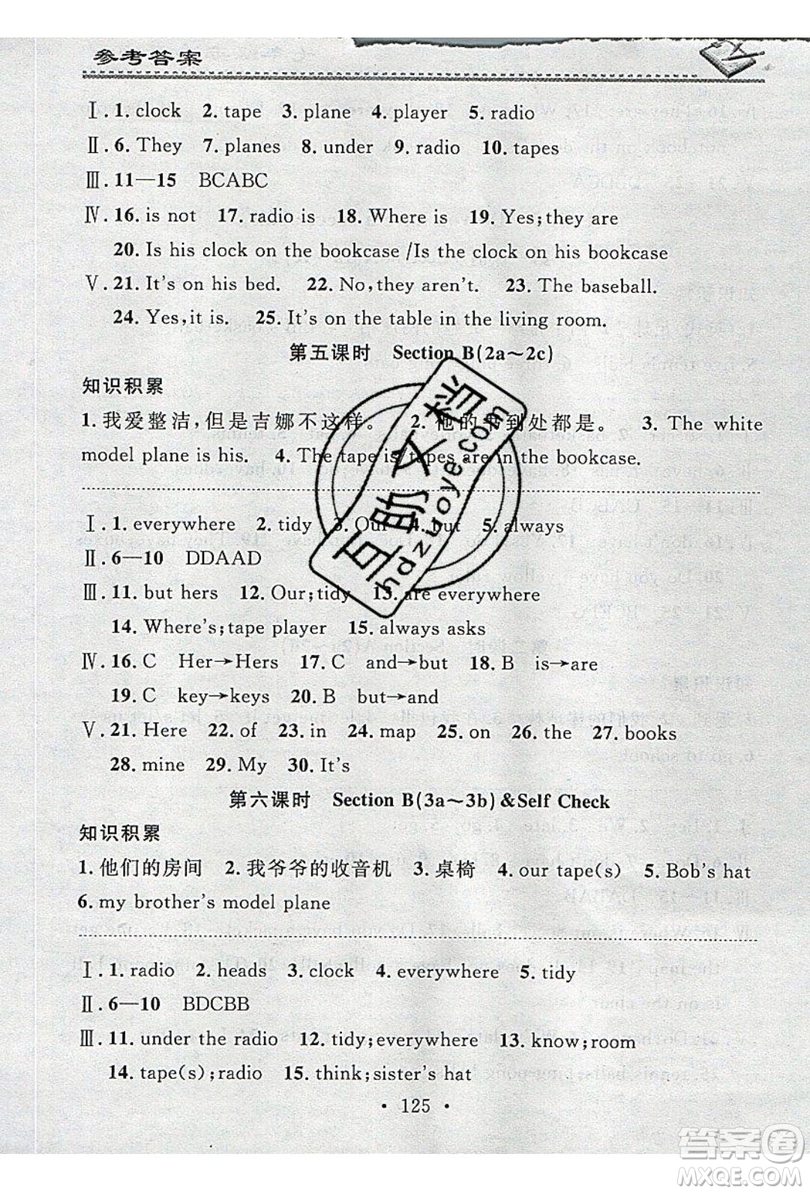 参考答案
Ⅰ.1. clock 2. tape 3. plane 4. player 5. radio
Ⅱ.6. They 7. planes 8. under 9. radio 10. tapes
Ⅲ.11—15 BCABC
Ⅳ.16. is not 17. radio is 18. Where is 19. Yes;they are
20. Is his clock on the bookcase /Is the clock on his bookcase
Ⅴ.21. It's on his bed. 22. No, they aren't. 23. The baseball.
24. Yes,it is. 25. It's on the table in the living room.
第五课时 Section B(2a~2c)
知识积累
1. 我爱整洁,但是吉娜不这样。 2. 他的书到处都是。 3. The white
model plane is his. 4. The tape is/tapes are in the bookcase.
Ⅰ.1. everywhere 2. tidy 3. Our 4. but 5. always
Ⅱ.6—10 DDAAD
Ⅲ.11. but hers 12. Our;tidy 13. are everywhere
14. Where's;tape player 15. always asks
Ⅳ.16. C Her→Hers 17. C and→but 18. B is→are
19. C key→keys 20. B but→and
Ⅴ.21. Here 22. of 23. in 24. map 25. on 26. the 27. books
28. mine 29. My 30. It's
第六课时 Section B(3a~3b)&Self Check
知识积累
1. 他们的房间 2. 我爷爷的收音机 3. 桌椅 4. our tape(s) 5. Bob's hat
6. my brother's model plane
Ⅰ.1. radio 2. heads 3. clock 4. everywhere 5. tidy
Ⅱ.6—10 BDCBB
Ⅲ.11. under the radio 12. tidy;everywhere 13. know;room
14. tape(s);radio 15. think;sister's hat
• 125 •
互助文档
hdzuoye.com
答案圈
MXQE.COM